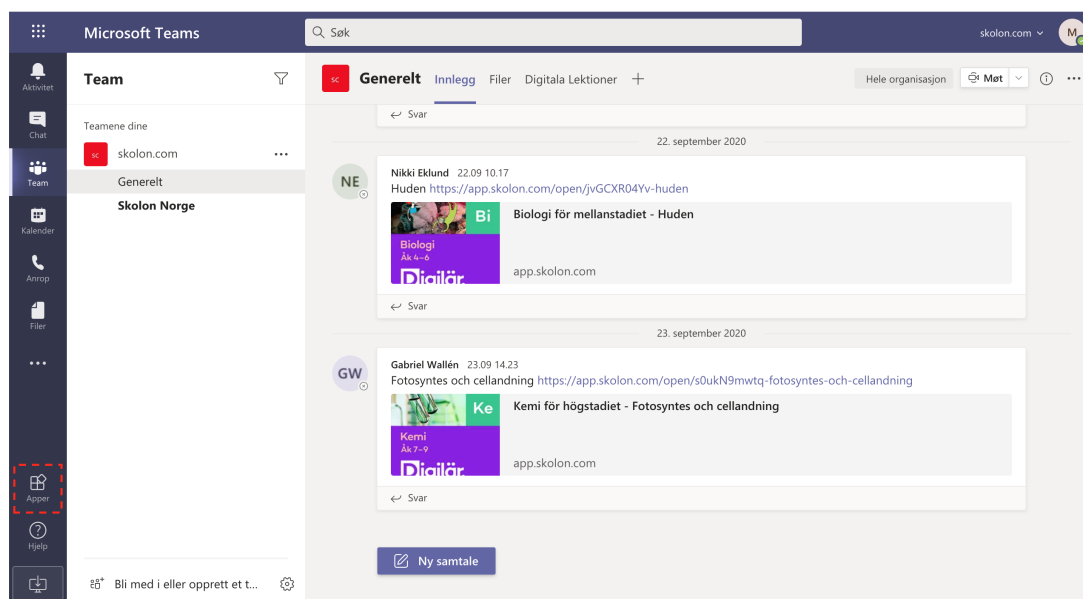 Microsoft Teams
Søk
skolon.com
M
Aktivitet
Chat
Team
Kalender
Anrop
Filer
Apper
Hjelp
Team
Teamene dine
sc skolon.com
Generelt
Skolon Norge
Bli med i eller opprett et t...
sc Generelt Innlegg Filer Digitala Lektioner
Hele organisasjon
Møt
Svar
22. september 2020
NE
Nikki Eklund 22.09 10.17
Huden https://app.skolon.com/open/jvGCXR04Yv-huden
Bi
Biologi
Åk 4–6
Digilär
Biologi för mellanstadiet - Huden
app.skolon.com
Svar
23. september 2020
GW
Gabriel Wallén 23.09 14.23
Fotosyntes och cellandning https://app.skolon.com/open/s0ukN9mwtq-fotosyntes-och-cellandning
Ke
Kemi
Åk 7–9
Digilär
Kemi för högstadiet - Fotosyntes och cellandning
app.skolon.com
Svar
Ny samtale